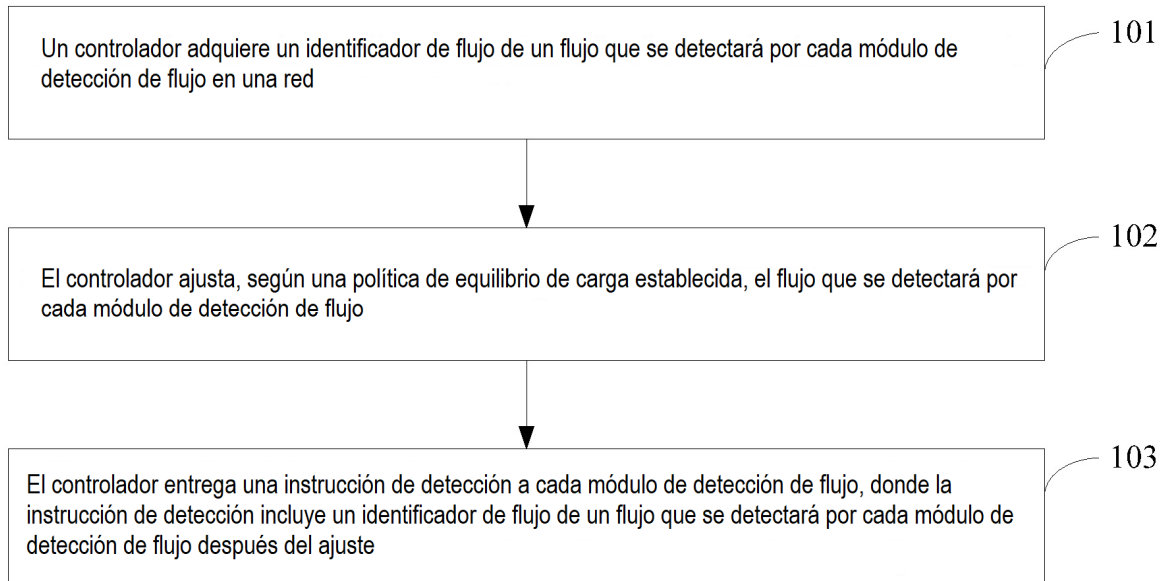 101
Un controlador adquiere un identificador de flujo de un flujo que se detectará por cada módulo de
detección de flujo en una red
102
El controlador ajusta, según una política de equilibrio de carga establecida, el flujo que se detectará por
cada módulo de detección de flujo
103
El controlador entrega una instrucción de detección a cada módulo de detección de flujo, donde la
instrucción de detección incluye un identificador de flujo de un flujo que se detectará por cada módulo de
detección de flujo después del ajuste